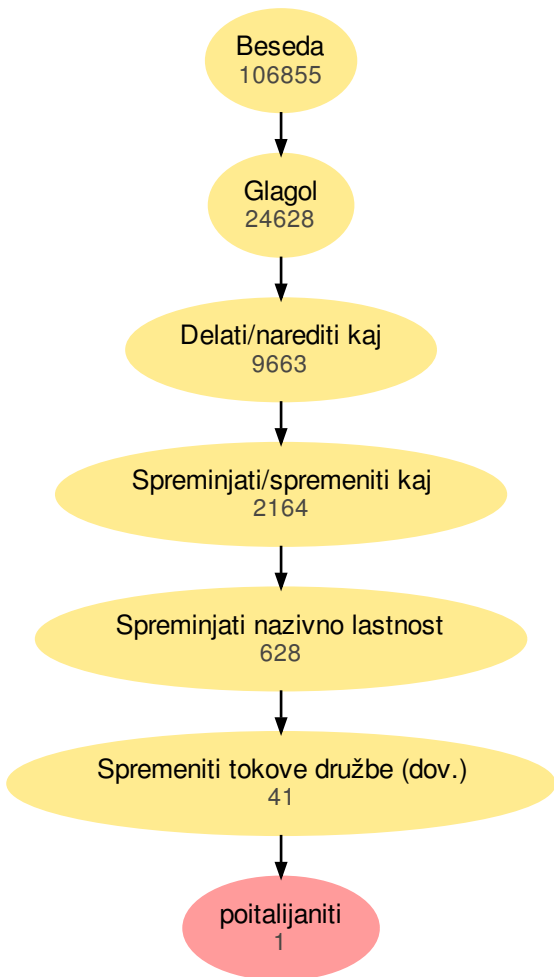 Beseda
106855
Glagol
24628
Delati/narediti kaj
9663
Spreminjati/spremeniti kaj
2164
Spreminjati nazivno lastnost
628
Spremeniti tokove družbe (dov.)
41
poitalijaniti
1